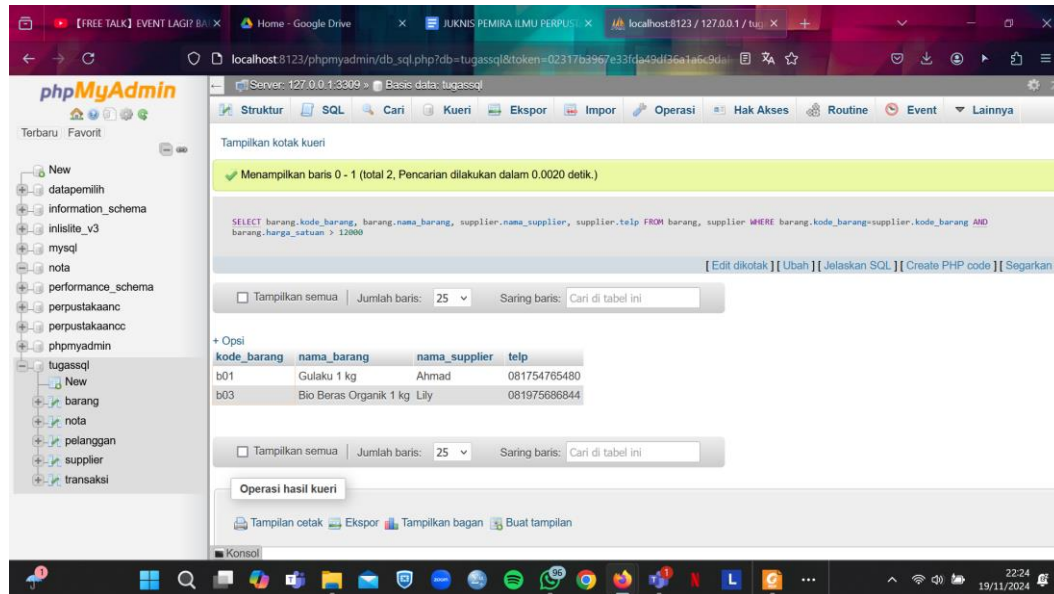 【FREE TALK】EVENT LAGI? BA
Home - Google Drive
JUKNIS PEMIRA ILMU PERPUST
localhost:8123 / 127.0.0.1 / tug
localhost:8123/phpmyadmin/db_sql.php?db=tugassql&token=02317b3967e33fda49df36a1a6c9da
phpMyAdmin
Terbaru Favorit
New
datapemilih
information_schema
inlislite_v3
mysql
nota
performance_schema
perpustakaanc
perpustakaancc
phpmyadmin
tugassql
New
barang
nota
pelanggan
supplier
transaksi
Server: 127.0.0.1:3309 » Basis data: tugassql
Struktur SQL Cari Kueri Ekspor Impor Operasi Hak Akses Routine Event Lainnya
Tampilkan kotak kueri
Menampilkan baris 0 - 1 (total 2, Pencarian dilakukan dalam 0.0020 detik.)
SELECT barang.kode_barang, barang.nama_barang, supplier.nama_supplier, supplier.telp FROM barang, supplier WHERE barang.kode_barang=supplier.kode_barang AND
barang.harga_satuan > 12000
[ Edit dikotak ] [ Ubah ] [ Jelaskan SQL ] [ Create PHP code ] [ Segarkan
Tampilkan semua Jumlah baris: 25 Saring baris: Cari di tabel ini
+ Opsi
kode_barang nama_barang nama_supplier telp
b01 Gulaku 1 kg Ahmad 081754765480
b03 Bio Beras Organik 1 kg Lily 081975686844
Tampilkan semua Jumlah baris: 25 Saring baris: Cari di tabel ini
Operasi hasil kueri
Tampilan cetak Ekspor Tampilkan bagan Buat tampilan
Konsol
1
zoom
96
N
L
22:24
19/11/2024